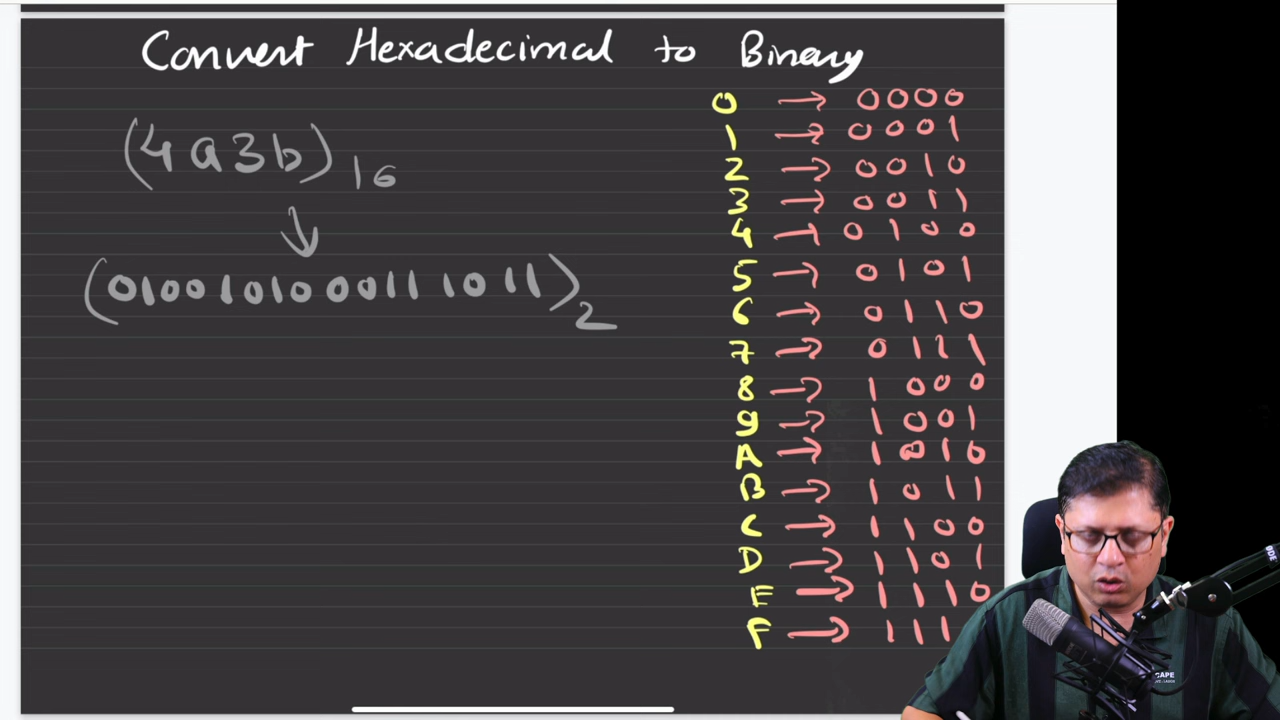 Convert Hexadecimal to Binary
(4a3b)16
↓
(0100101000111011)2
0 → 0000
1 → 0001
2 → 0010
3 → 0011
4 → 0100
5 → 0101
6 → 0110
7 → 0111
8 → 1000
9 → 1001
A → 1010
B → 1011
C → 1100
D → 1101
E → 1110
F → 111
CAPE